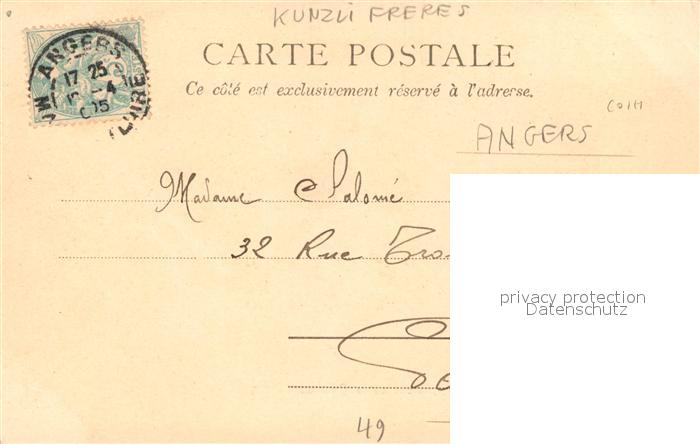 KUNZLI FRERES
ANGERS
17 25
05
LOIRE
CARTE POSTALE
Ce côté est exclusivement réservé à l'adresse.
ANGERS
Madame Salomé
32 Rue
privacy protection
Datenschutz
49